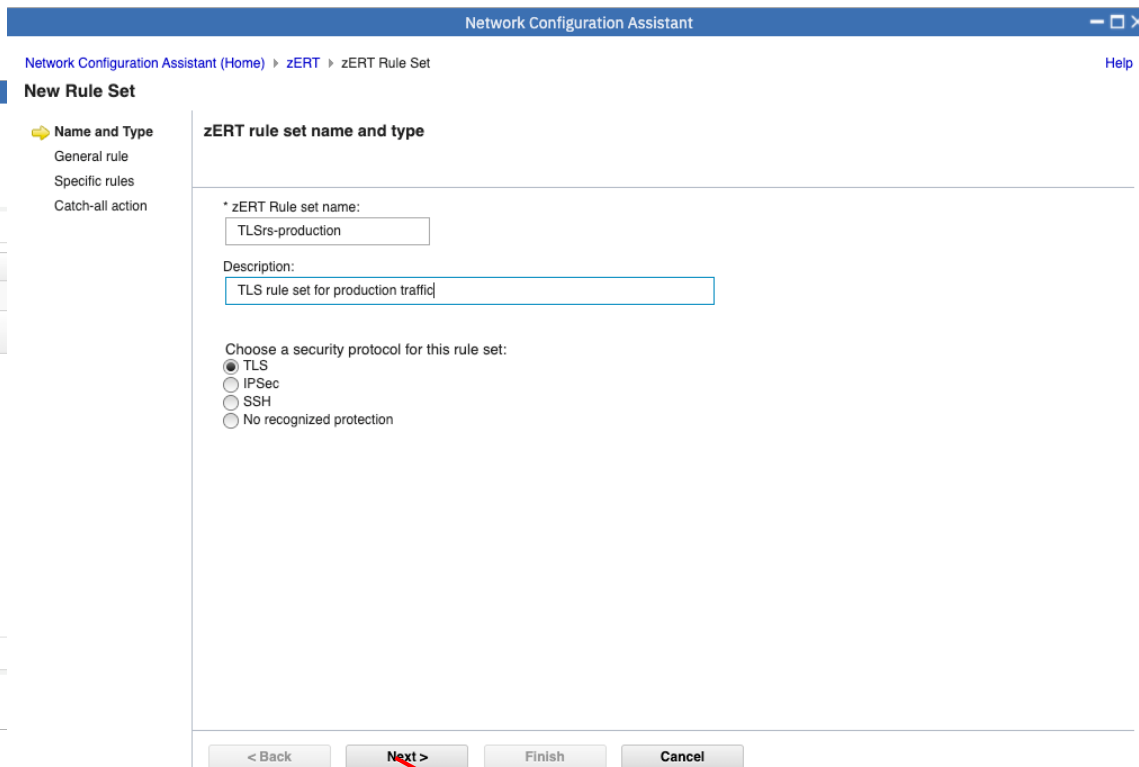 Network Configuration Assistant
Network Configuration Assistant (Home) zERT zERT Rule Set
Help
New Rule Set
Name and Type
General rule
Specific rules
Catch-all action
zERT rule set name and type
* zERT Rule set name:
TLSrs-production
Description:
TLS rule set for production traffic
Choose a security protocol for this rule set:
TLS
IPSec
SSH
No recognized protection
< Back Next > Finish Cancel